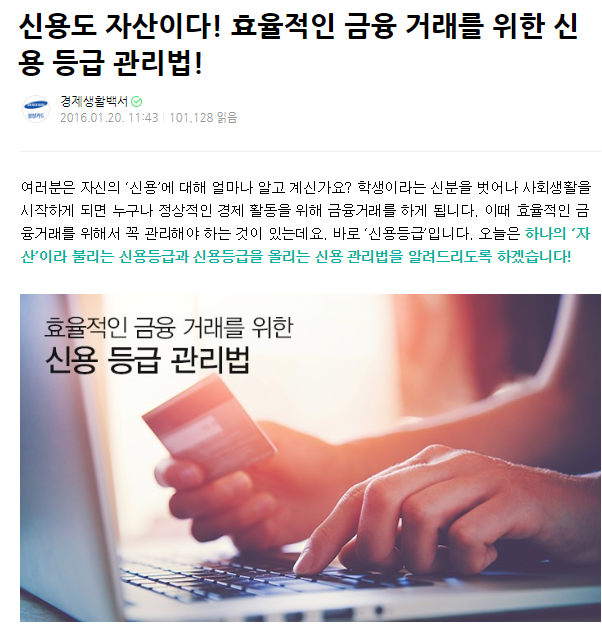 신용도 자산이다! 효율적인 금융 거래를 위한 신
용 등급 관리법!
경제생활백서
2016.01.20. 11:43 101,128 읽음
여러분은 자신의 ‘신용’에 대해 얼마나 알고 계신가요? 학생이라는 신분을 벗어나 사회생활을
시작하게 되면 누구나 정상적인 경제 활동을 위해 금융거래를 하게 됩니다. 이때 효율적인 금
융거래를 위해서 꼭 관리해야 하는 것이 있는데요, 바로 ‘신용등급’입니다. 오늘은 하나의 ‘자
산’이라 불리는 신용등급과 신용등급을 올리는 신용 관리법을 알려드리도록 하겠습니다!
효율적인 금융 거래를 위한
신용 등급 관리법